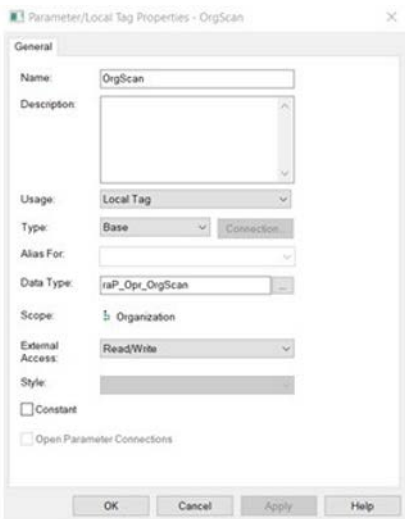 Parameter/Local Tag Properties - OrgScan
General
Name: OrgScan
Description:
Usage: Local Tag
Type: Base Connection...
Alias For:
Data Type: raP_Opr_OrgScan ...
Scope: Organization
External
Access: Read/Write
Style:
Constant
Open Parameter Connections
OK Cancel Apply Help